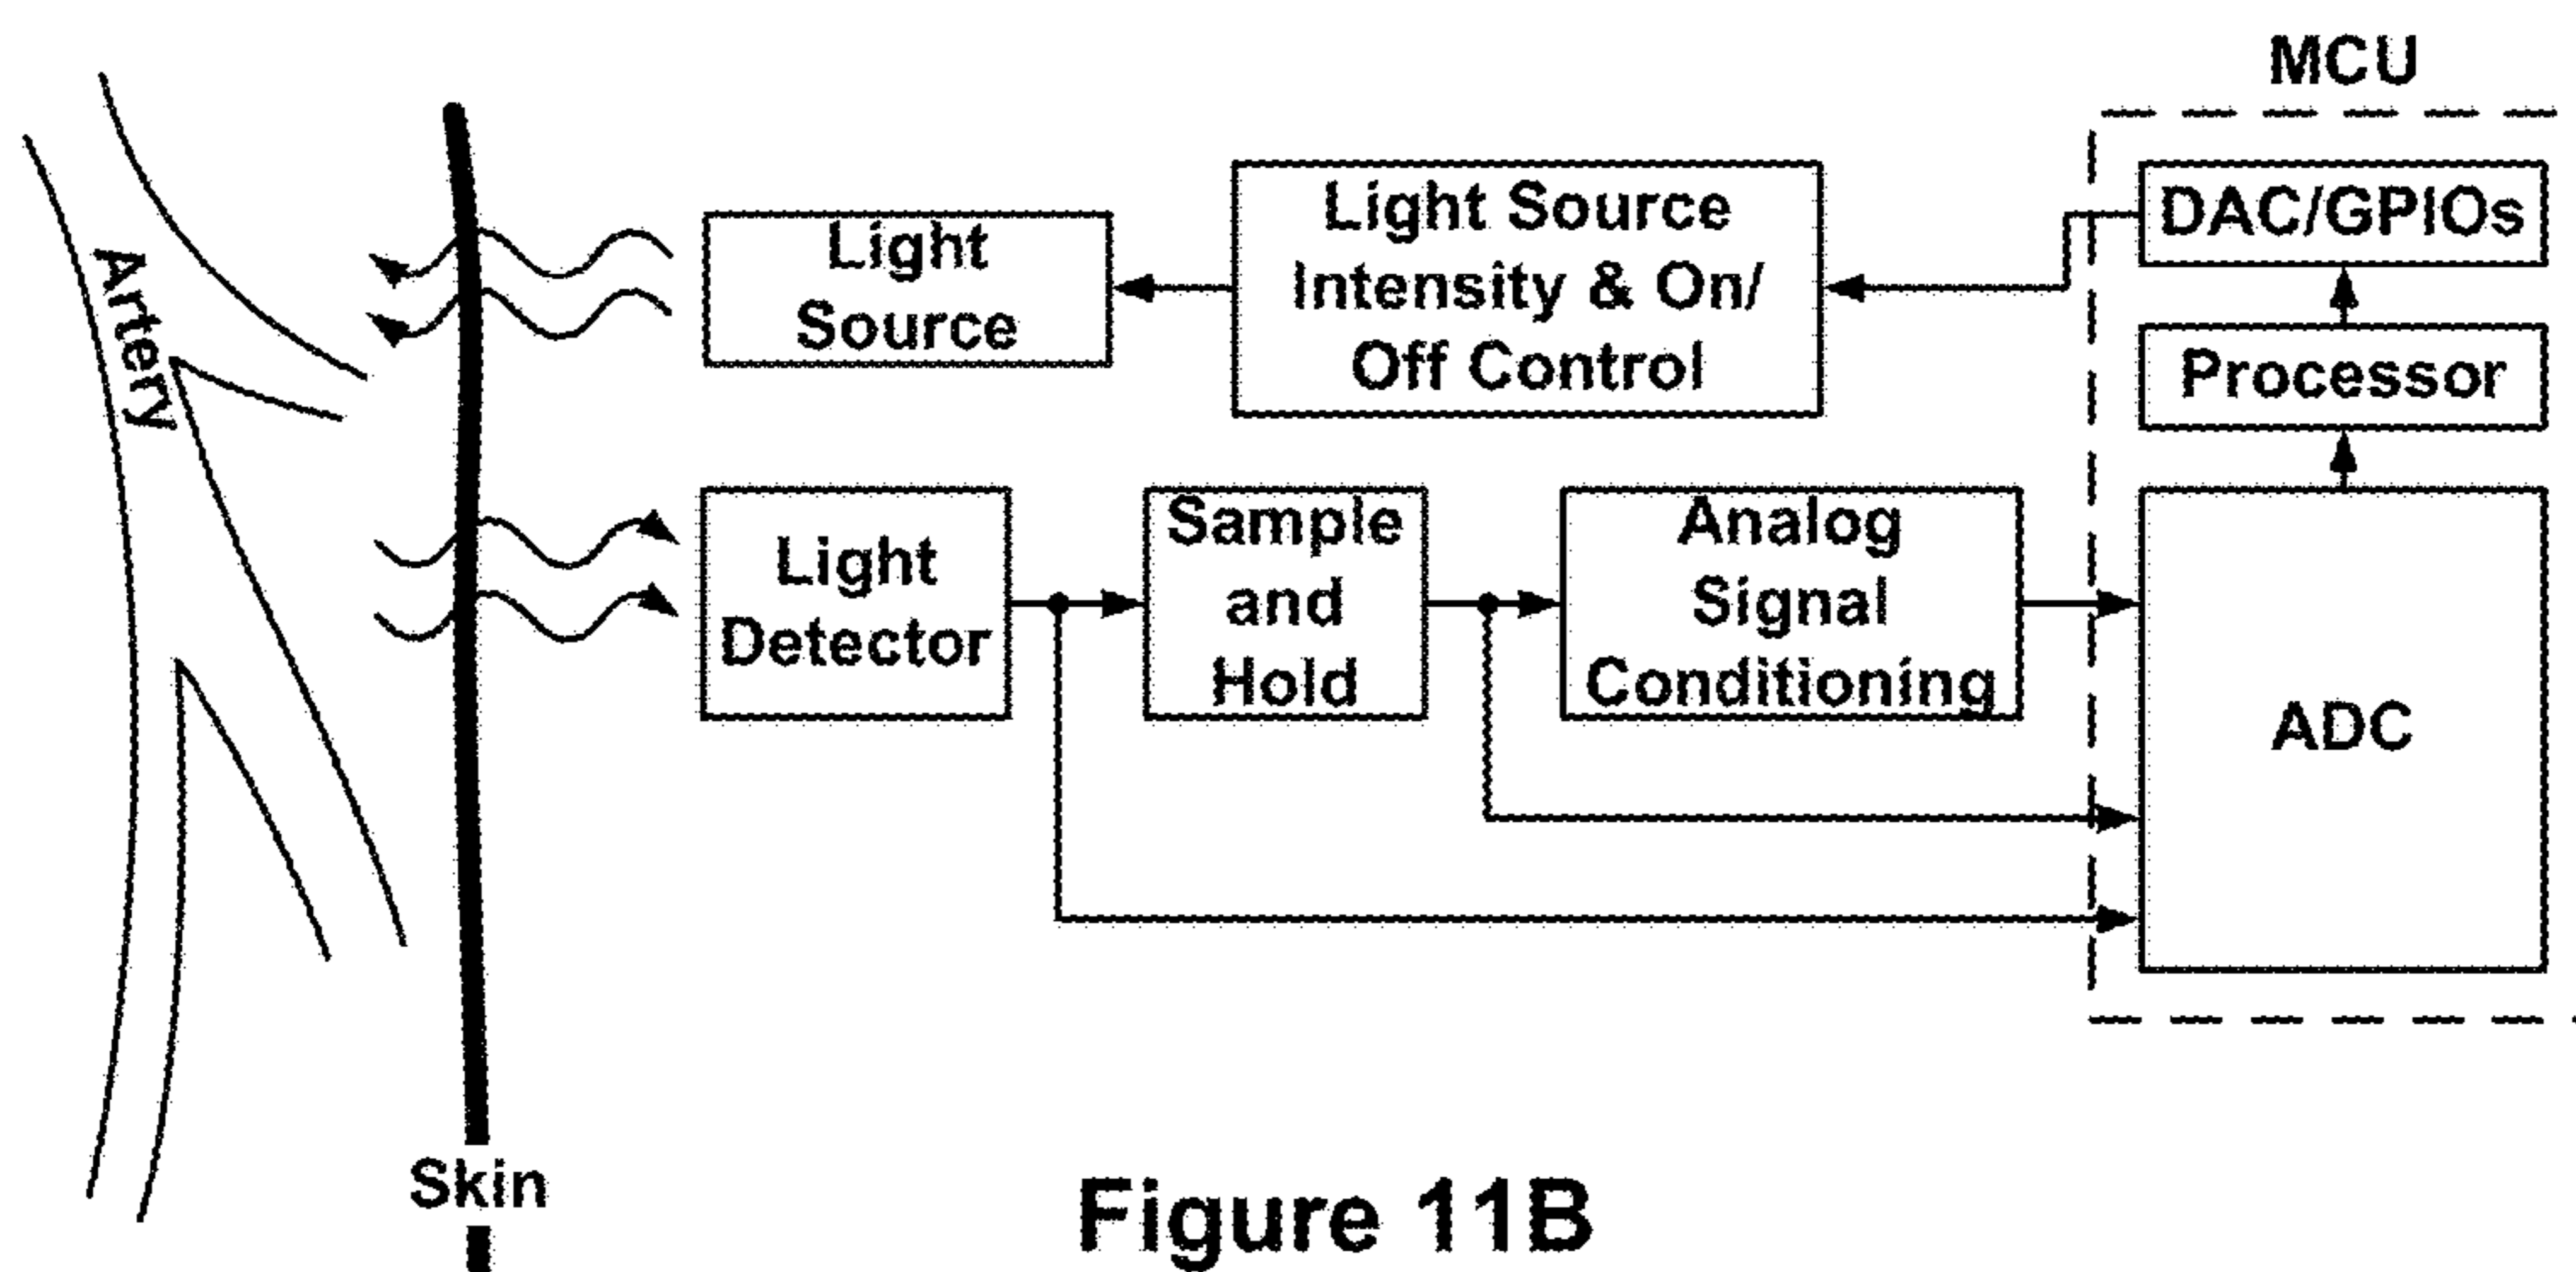 MCU
Artery
Light
Source
Light Source
Intensity & On/
Off Control
DAC/GPIOs
Processor
Light
Detector
Sample
and
Hold
Analog
Signal
Conditioning
ADC
Skin
Figure 11B